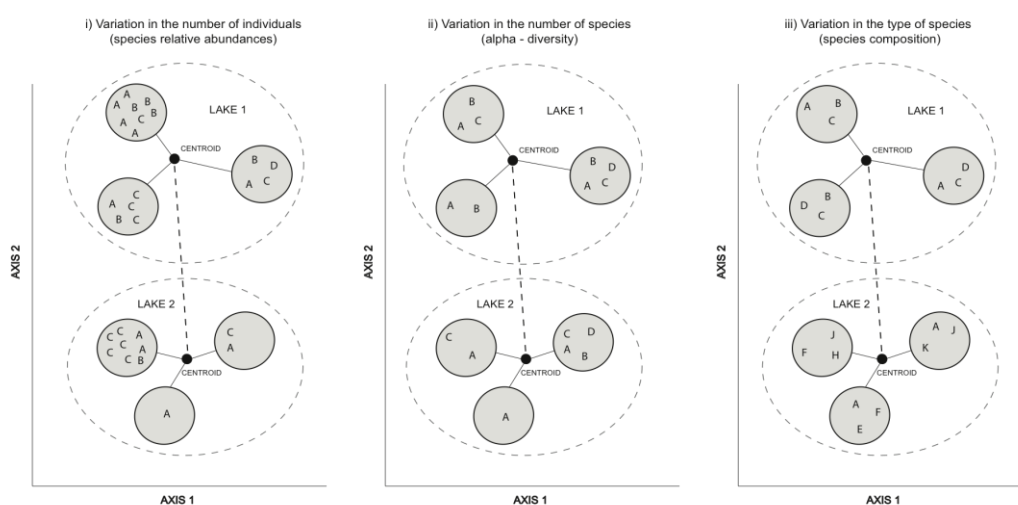 i) Variation in the number of individuals
(species relative abundances)
A
A B B
B B
A C
A
LAKE 1
CENTROID
B D
A C
C
A C
B C
LAKE 2
C C A
C C A
C B
C
A
CENTROID
A
AXIS 2
AXIS 1
ii) Variation in the number of species
(alpha - diversity)
B
A C
LAKE 1
CENTROID
B D
A C
A B
LAKE 2
C
A
C D
A B
CENTROID
A
AXIS 2
AXIS 1
iii) Variation in the type of species
(species composition)
A B
C
LAKE 1
CENTROID
D
A C
D B
C
LAKE 2
J
F H
A J
K
CENTROID
A F
E
AXIS 2
AXIS 1